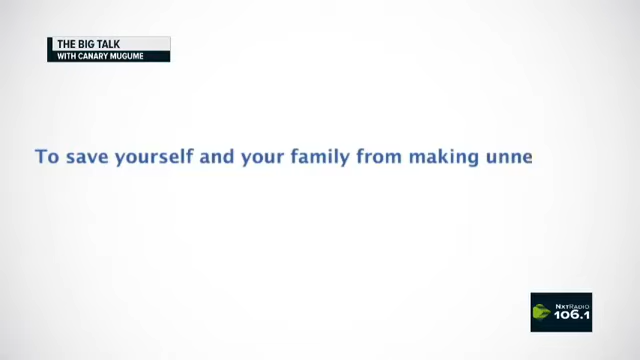 THE BIG TALK
WITH CANARY MUGUME
To save yourself and your family from making unne
NXTRADIO
106.1